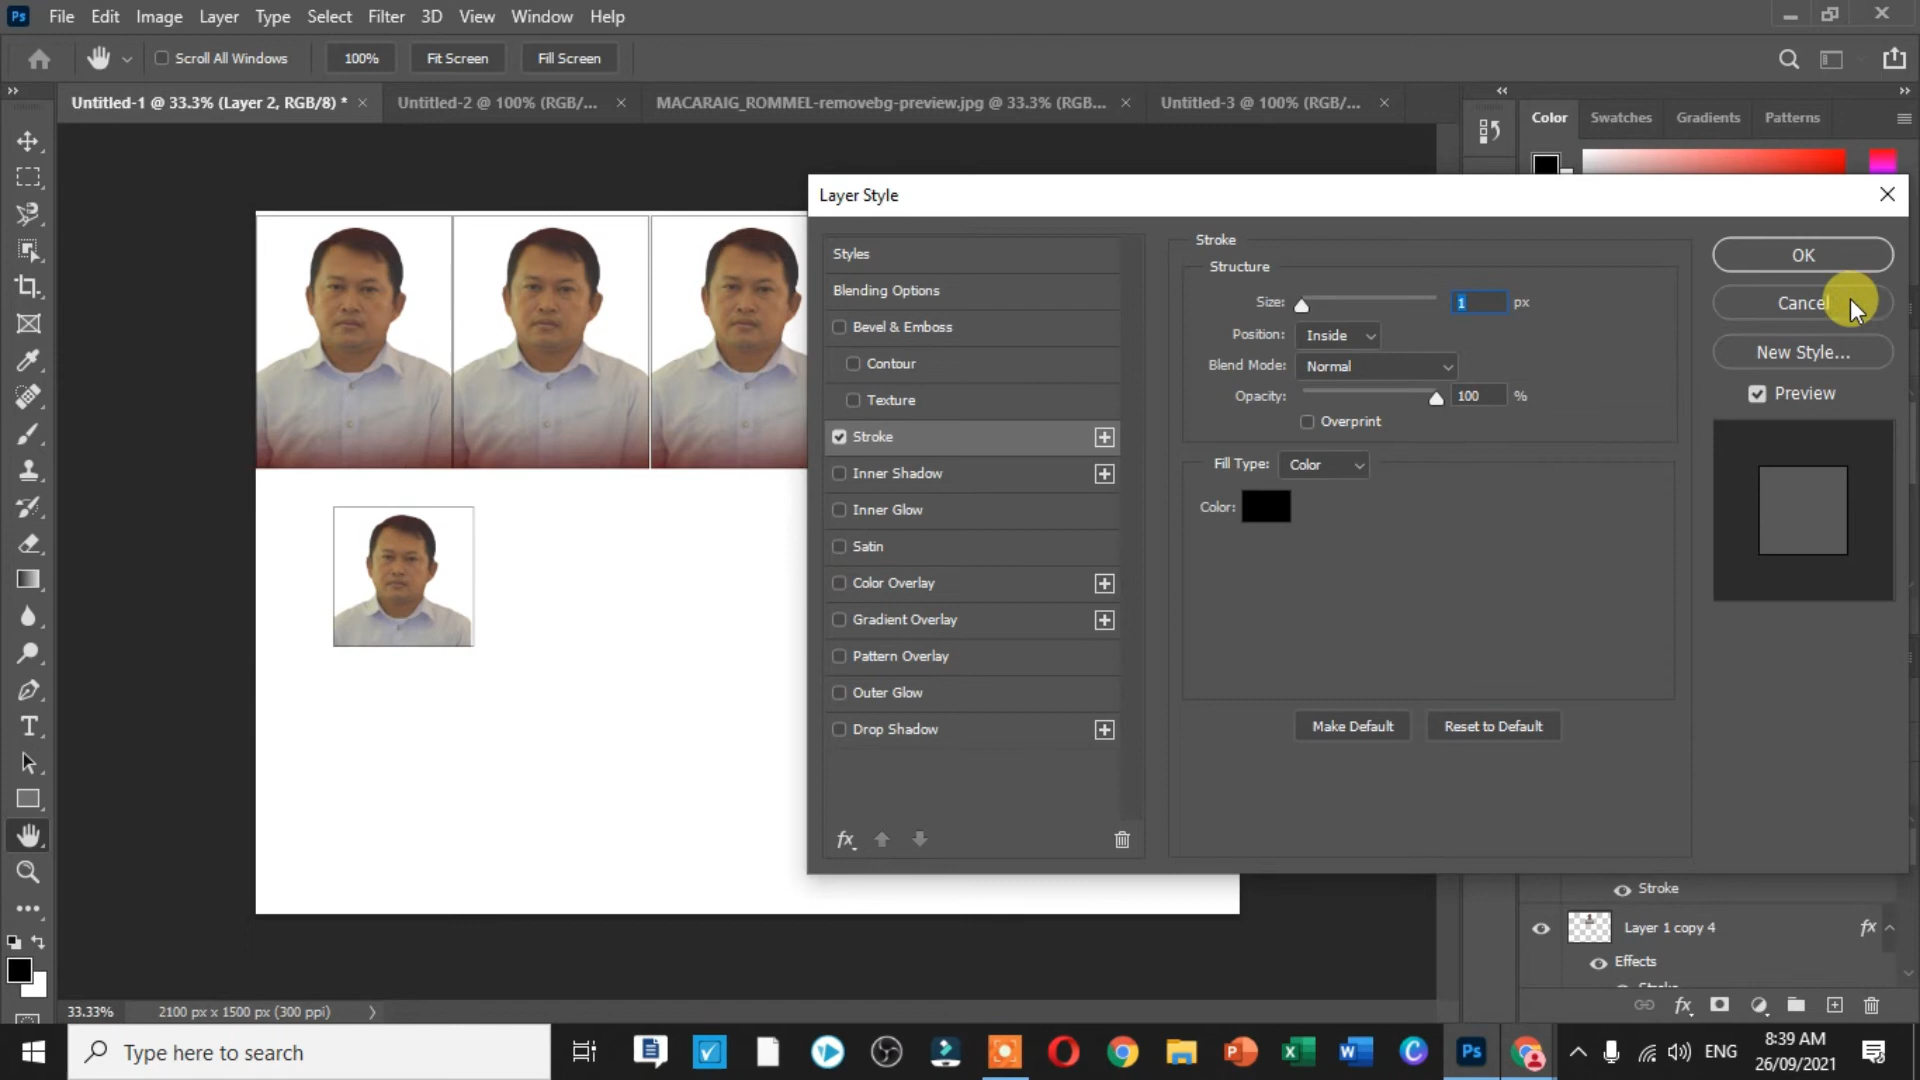 Ps File Edit Image Layer Type Select Filter 3D View Window Help
Scroll All Windows 100% Fit Screen Fill Screen
Untitled-1 @ 33.3% (Layer 2, RGB/8) * × Untitled-2 @ 100% (RGB/... × MACARAIG_ROMMEL-removebg-preview.jpg @ 33.3% (RGB... × Untitled-3 @ 100% (RGB/... ×
Color Swatches Gradients Patterns
Layer Style
Styles
Blending Options
Bevel & Emboss
Contour
Texture
Stroke
Inner Shadow
Inner Glow
Satin
Color Overlay
Gradient Overlay
Pattern Overlay
Outer Glow
Drop Shadow
fx
Stroke
Structure
Size: 1 px
Position: Inside
Blend Mode: Normal
Opacity: 100 %
Overprint
Fill Type: Color
Color:
Make Default Reset to Default
OK
Cancel
New Style...
Preview
Stroke
Layer 1 copy 4 fx
Effects
fx
33.33% 2100 px x 1500 px (300 ppi)
Type here to search
Ps
ENG
8:39 AM
26/09/2021